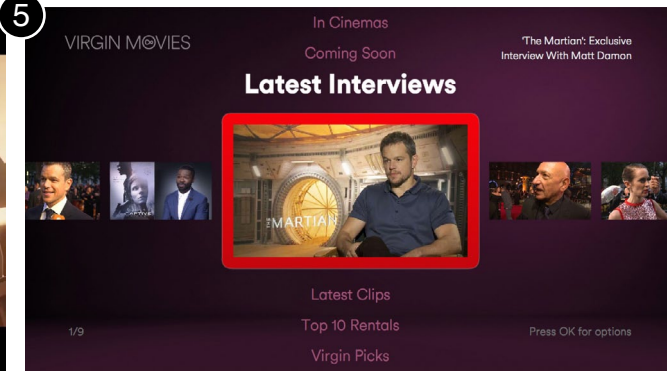 5
In Cinemas
VIRGIN MOVIES
'The Martian': Exclusive
Interview With Matt Damon
Coming Soon
Latest Interviews
CAPTIVE
THE MARTIAN
Latest Clips
1/9
Top 10 Rentals
Press OK for options
Virgin Picks